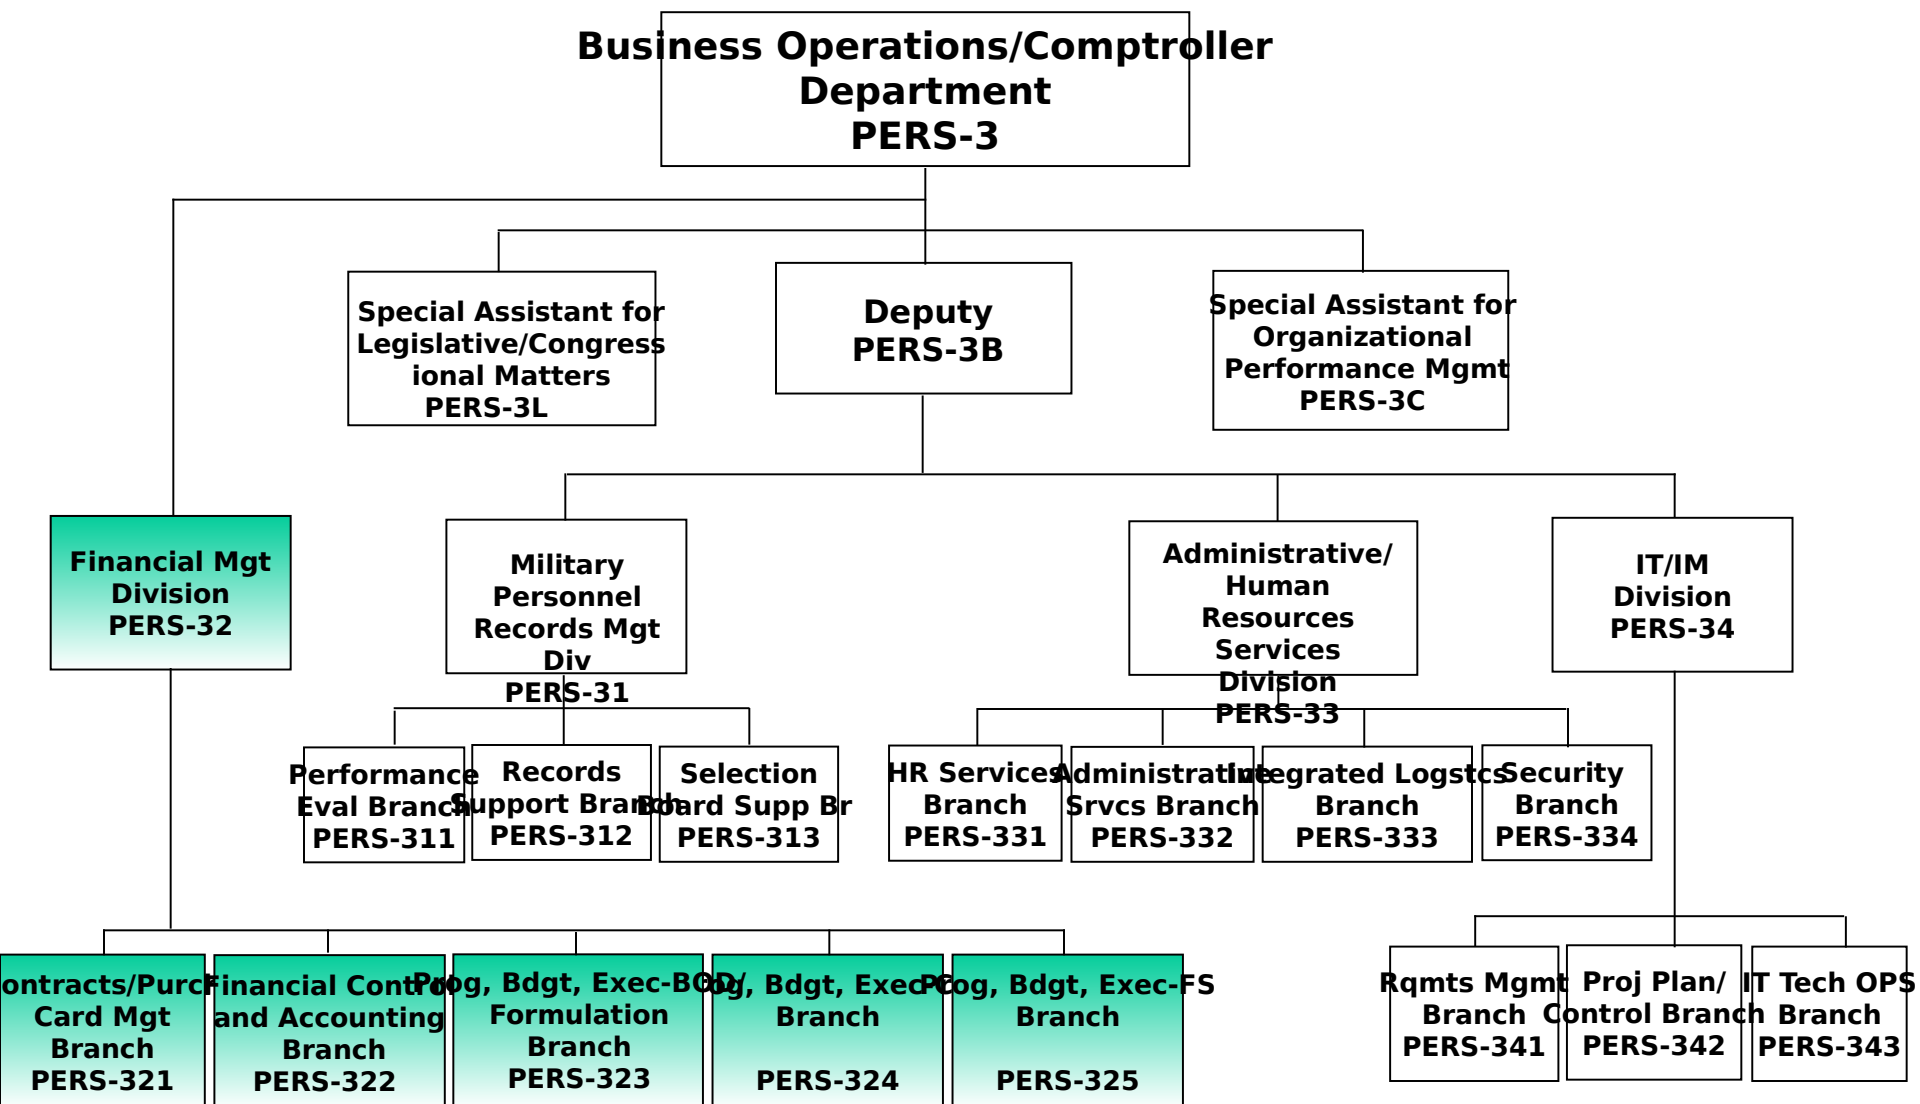 Business Operations/Comptroller
Department
PERS-3
Special Assistant for
Legislative/Congress
ional Matters
PERS-3L
Deputy
PERS-3B
Special Assistant for
Organizational
Performance Mgmt
PERS-3C
Financial Mgt
Division
PERS-32
Military
Personnel
Records Mgt
Div
PERS-31
Administrative/
Human
Resources
Services
Division
PERS-33
IT/IM
Division
PERS-34
Performance
Eval Branch
PERS-311
Records
Support Branch
PERS-312
Selection
Board Supp Br
PERS-313
HR Services
Branch
PERS-331
Administrative
Srvcs Branch
PERS-332
Integrated Logstcs
Branch
PERS-333
Security
Branch
PERS-334
Card Mgt
Branch
PERS-321
Financial Control
and Accounting
Branch
PERS-322
Prog, Bdgt, Exec-BOD/
Formulation
Branch
PERS-323
Bdgt, Exec
Branch
PERS-324
Prog, Bdgt, Exec-FS
Branch
PERS-325
Rqmts Mgmt
Branch
PERS-341
Proj Plan/
Control Branch
PERS-342
IT Tech OPS
Branch
PERS-343